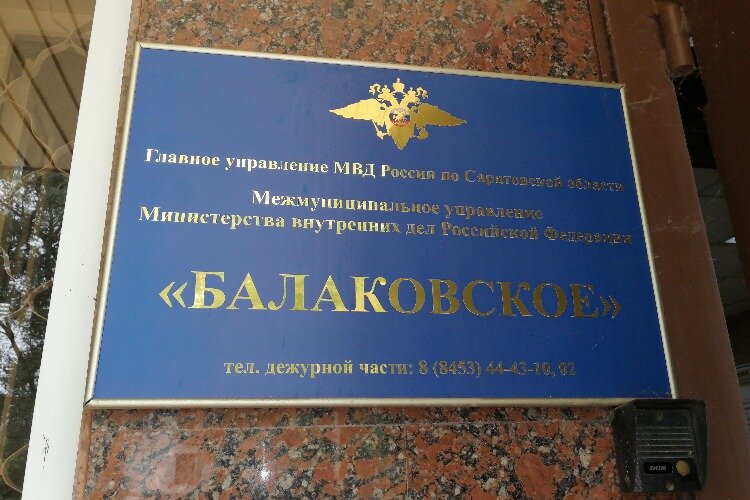 Главное управление МВД России по Саратовской области
Межмуниципальное управление
Министерства внутренних дел Российской Федерации
«БАЛАКОВСКОЕ»
тел. дежурной части: 8 (8453) 44-43-10, 02